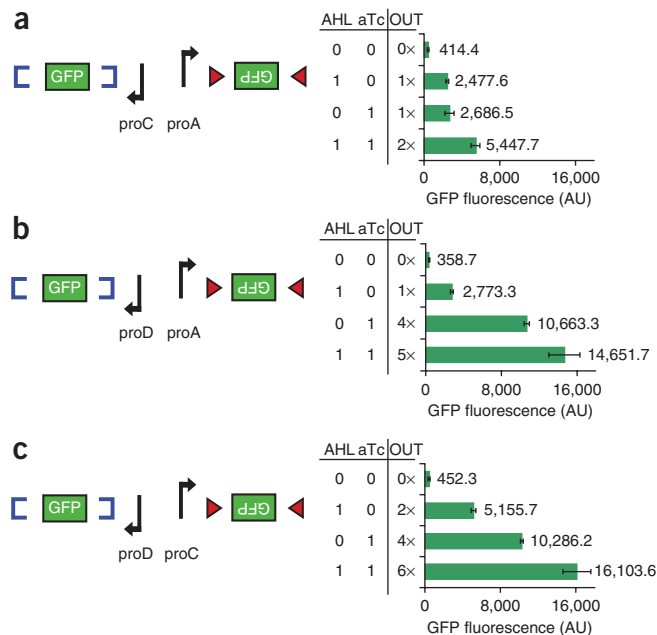 a
AHL aTc OUT
0 0 0× 414.4
1 0 1× 2,477.6
0 1 1× 2,686.5
1 1 2× 5,447.7
GFP GFP
proC proA
0 8,000 16,000
GFP fluorescence (AU)
b
AHL aTc OUT
0 0 0× 358.7
1 0 1× 2,773.3
0 1 4× 10,663.3
1 1 5× 14,651.7
GFP GFP
proD proA
0 8,000 16,000
GFP fluorescence (AU)
c
AHL aTc OUT
0 0 0× 452.3
1 0 2× 5,155.7
0 1 4× 10,286.2
1 1 6× 16,103.6
GFP GFP
proD proC
0 8,000 16,000
GFP fluorescence (AU)